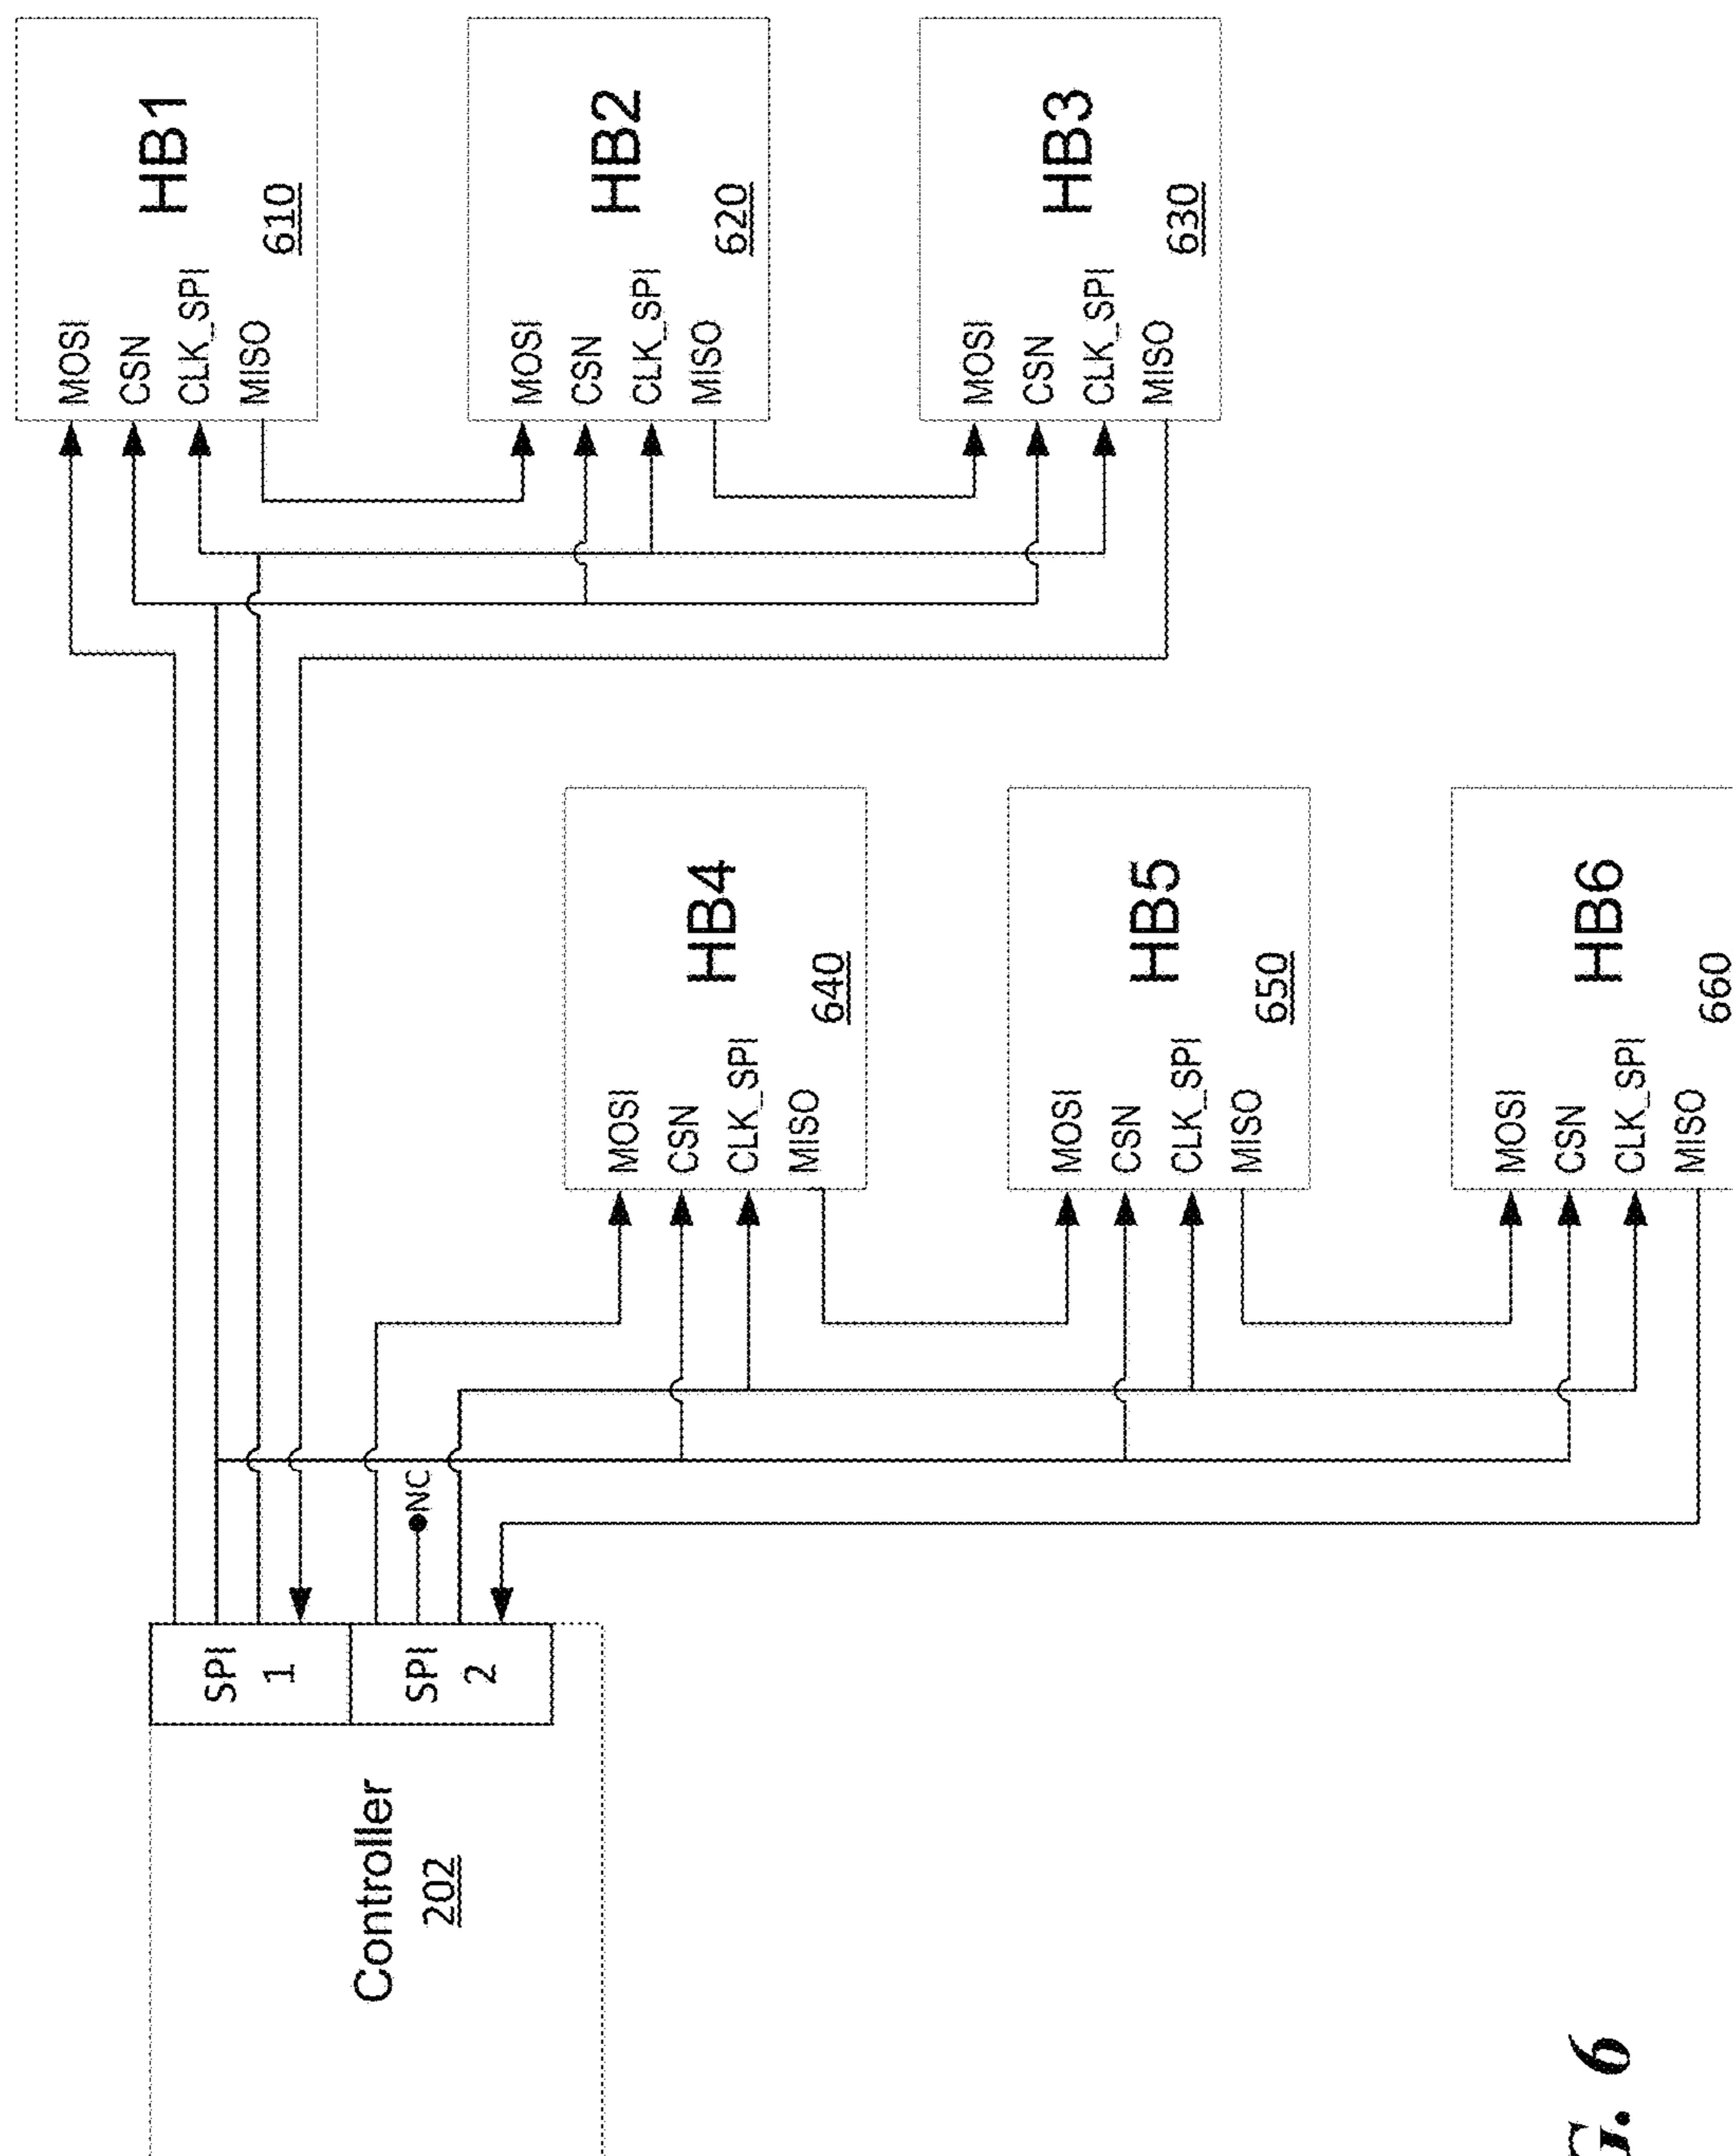 Controller
202
SPI
1
SPI
2
NC
MOSI
CSN
CLK_SPI
MISO
HB1
610
MOSI
CSN
CLK_SPI
MISO
HB2
620
MOSI
CSN
CLK_SPI
MISO
HB3
630
MOSI
CSN
CLK_SPI
MISO
HB4
640
MOSI
CSN
CLK_SPI
MISO
HB5
650
MOSI
CSN
CLK_SPI
MISO
HB6
660
6